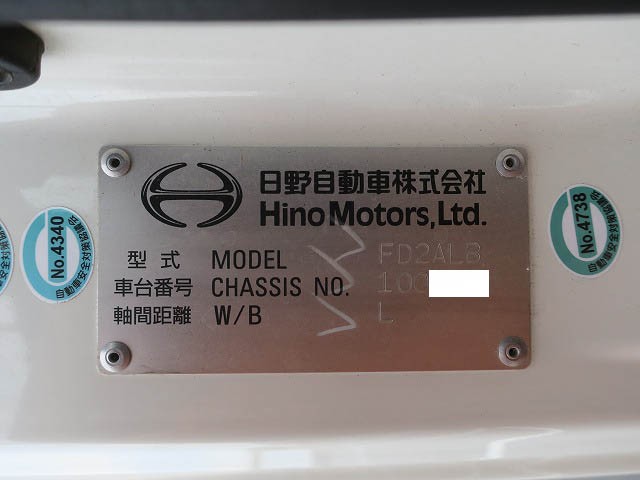 日野自動車株式会社
Hino Motors, Ltd.
型式 MODEL FD2ALB
車台番号 CHASSIS NO. 100
軸間距離 W/B L
No.4340
No.4738